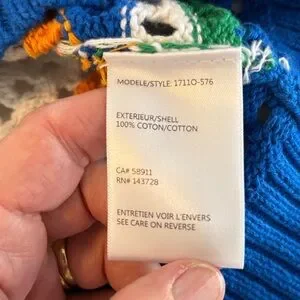 MODELE/STYLE: 1711O-576
EXTERIEUR/SHELL
100% COTON/COTTON
CA# 58911
RN# 143728
ENTRETIEN VOIR L'ENVERS
SEE CARE ON REVERSE